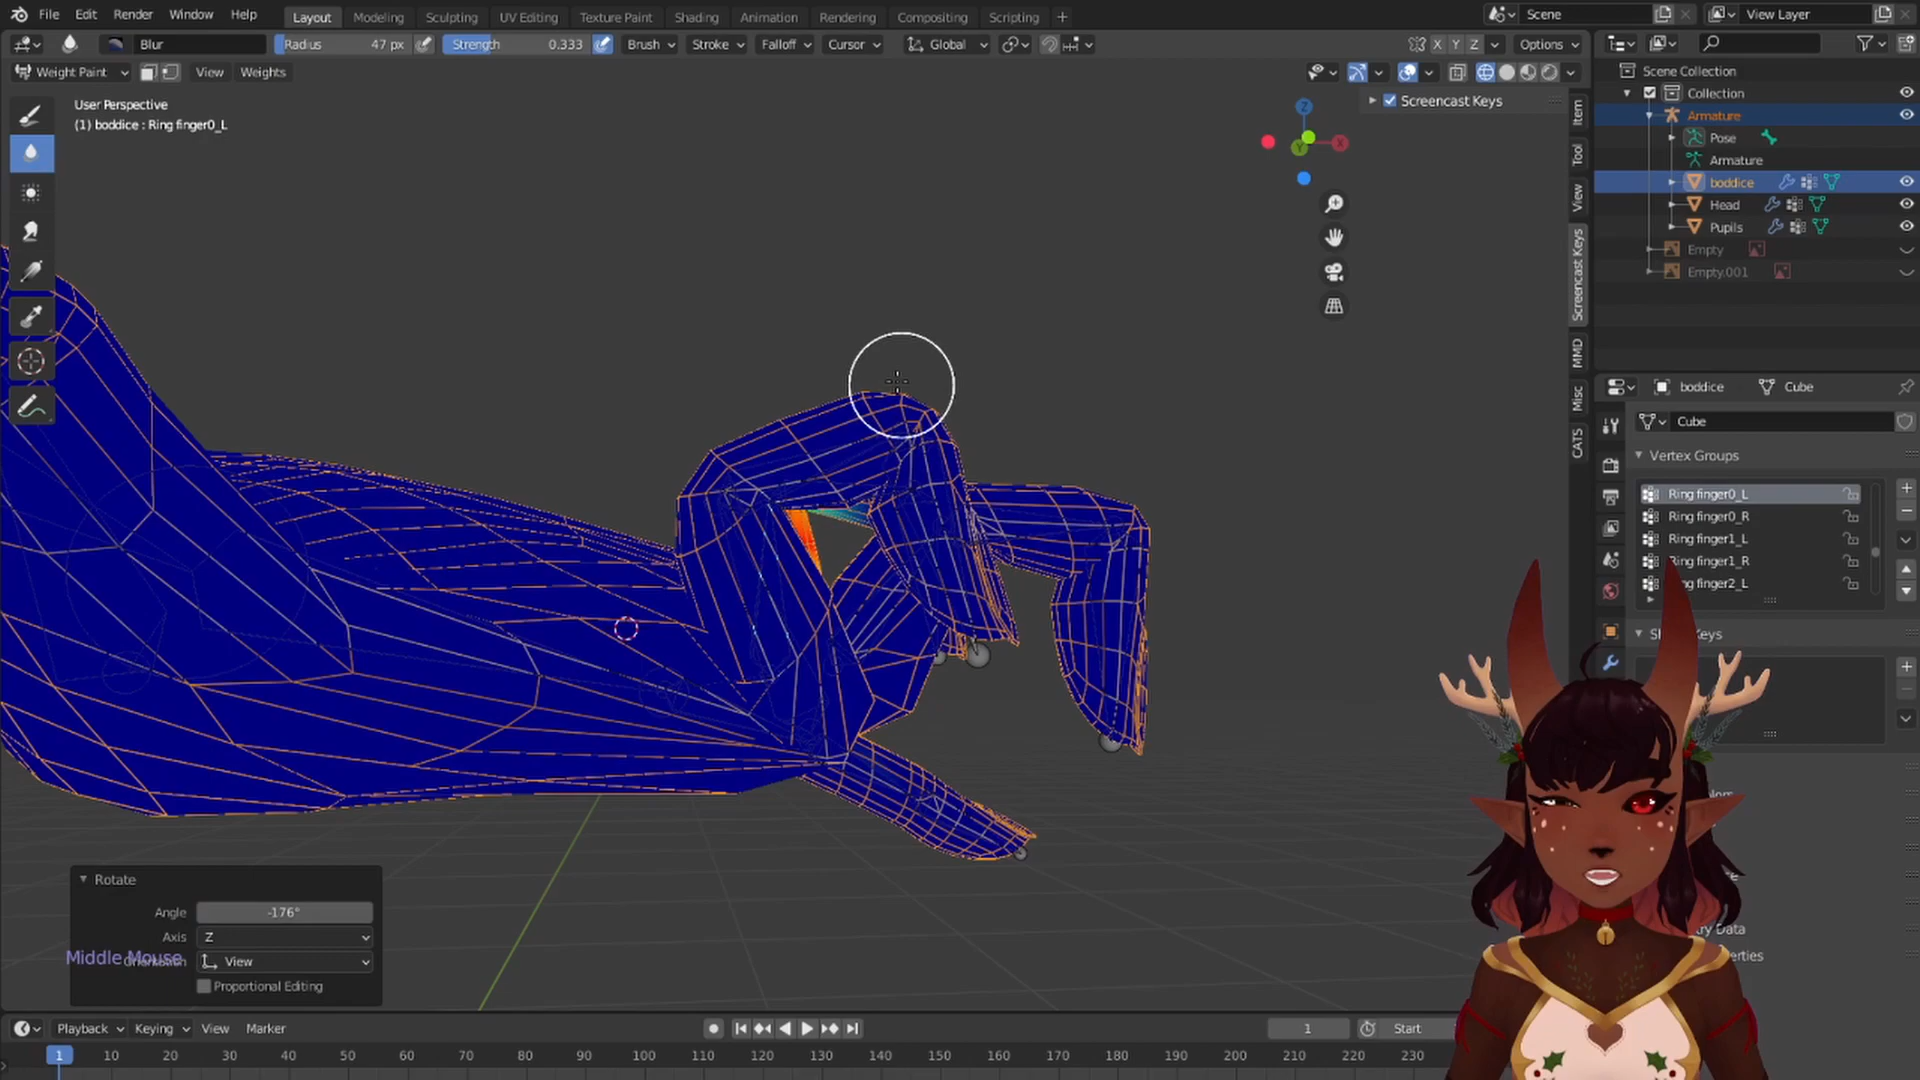 File Edit Render Window Help Layout Modeling Sculpting UV Editing Texture Paint Shading Animation Rendering Compositing Scripting + Scene View Layer
Blur Radius 47 px Strength 0.333 Brush Stroke Falloff Cursor Global X Y Z Options
Weight Paint View Weights
Scene Collection
User Perspective
(1) boddice : Ring finger0_L
Screencast Keys
Collection
Armature
Pose
Armature
boddice
Head
Pupils
Empty
Empty.001
Z
Y
X
Item
Tool
View
Screencast Keys
MMD
Misc
CATS
boddice Cube
Cube
Vertex Groups
Ring finger0_L
Ring finger0_R
Ring finger1_L
Ring finger1_R
g finger2_L
Sh Keys
try Data
erties
Rotate
Angle -176°
Axis Z
Middle Mouse
View
Proportional Editing
Playback Keying View Marker 1 Start
1 10 20 30 40 50 60 70 80 90 100 110 120 130 140 150 160 170 180 190 200 210 220 230